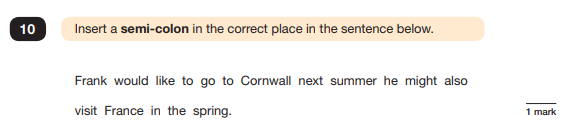 10 Insert a semi-colon in the correct place in the sentence below.
Frank would like to go to Cornwall next summer he might also
visit France in the spring.
1 mark